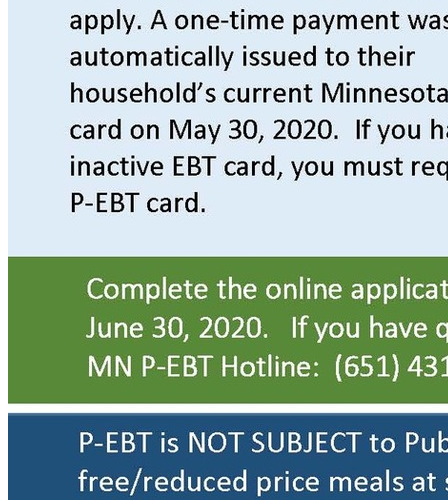 apply. A one-time payment was
automatically issued to their
household's current Minnesota
card on May 30, 2020. If you ha
inactive EBT card, you must req
P-EBT card.
Complete the online applicat
June 30, 2020. If you have q
MN P-EBT Hotline: (651) 431
P-EBT is NOT SUBJECT to Pub
free/reduced price meals at s